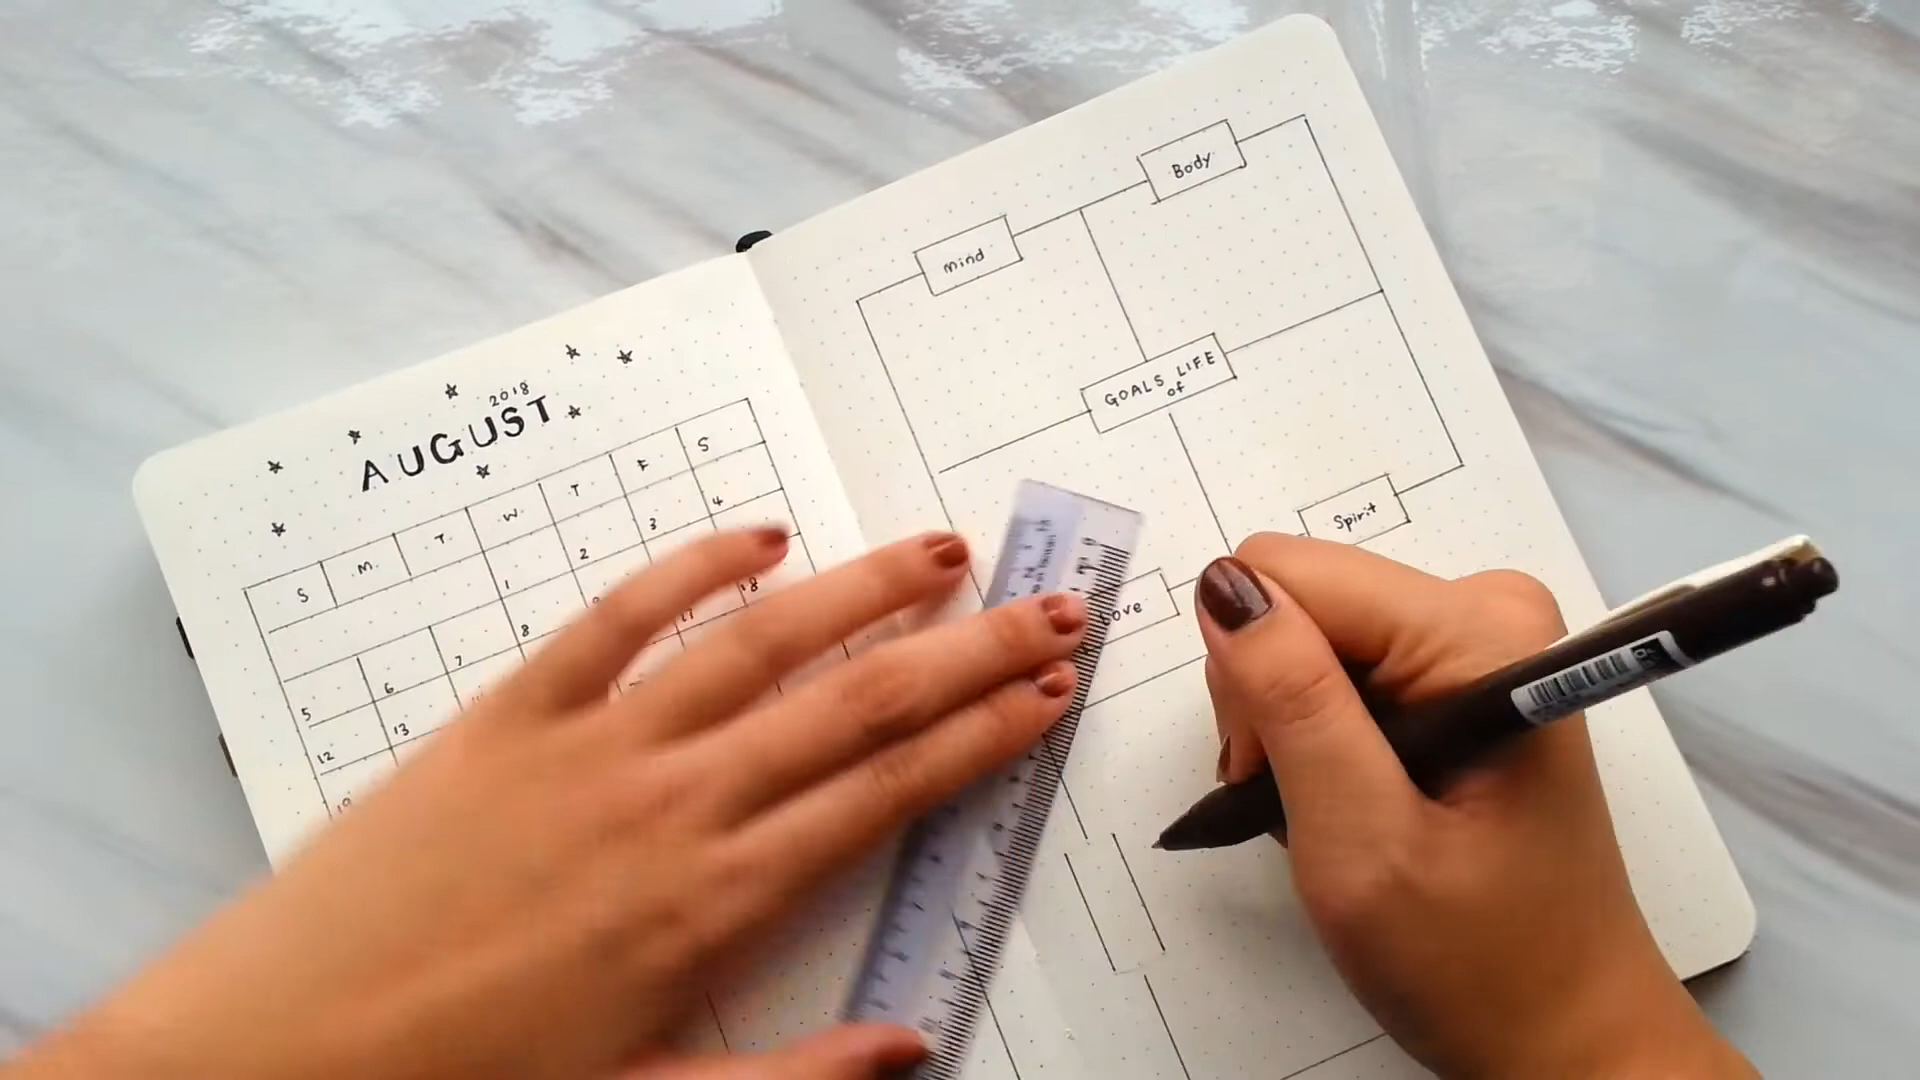 2018
AUGUST
S M T W T F S
1 2 3 4
5 6 7 8
17 18
12 13
mind
Body
GOALS LIFE
of
Spirit
Love